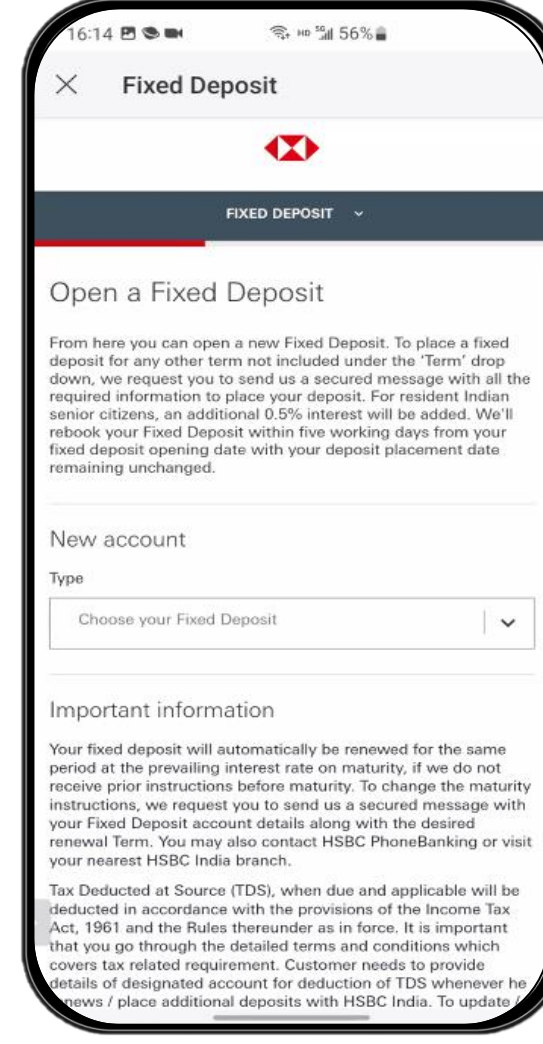 16:14 HD 5G 56%
Fixed Deposit
FIXED DEPOSIT
Open a Fixed Deposit
From here you can open a new Fixed Deposit. To place a fixed
deposit for any other term not included under the 'Term' drop
down, we request you to send us a secured message with all the
required information to place your deposit. For resident Indian
senior citizens, an additional 0.5% interest will be added. We'll
rebook your Fixed Deposit within five working days from your
fixed deposit opening date with your deposit placement date
remaining unchanged.
New account
Type
Choose your Fixed Deposit
Important information
Your fixed deposit will automatically be renewed for the same
period at the prevailing interest rate on maturity, if we do not
receive prior instructions before maturity. To change the maturity
instructions, we request you to send us a secured message with
your Fixed Deposit account details along with the desired
renewal Term. You may also contact HSBC PhoneBanking or visit
your nearest HSBC India branch.
Tax Deducted at Source (TDS), when due and applicable will be
deducted in accordance with the provisions of the Income Tax
Act, 1961 and the Rules thereunder as in force. It is important
that you go through the detailed terms and conditions which
covers tax related requirement. Customer needs to provide
details of designated account for deduction of TDS whenever he
news / place additional deposits with HSBC India. To update /